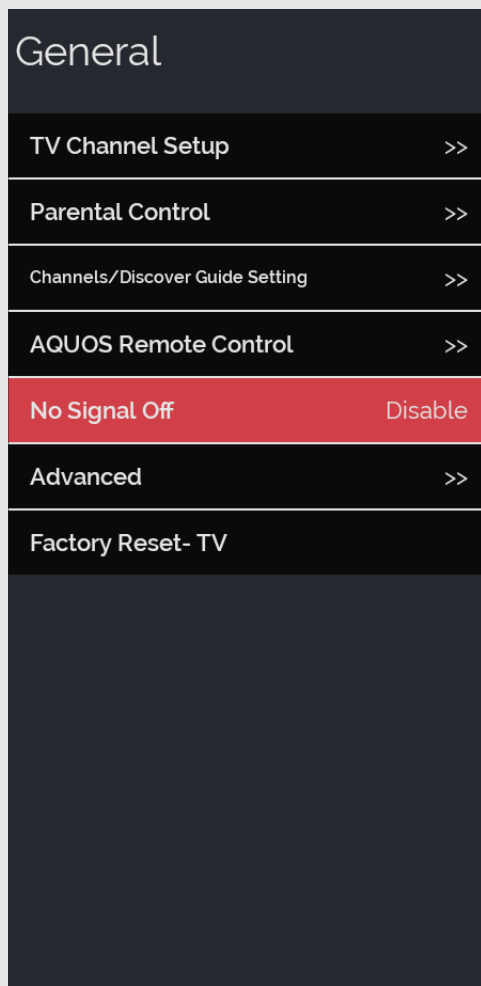 General
TV Channel Setup >>
Parental Control >>
Channels/Discover Guide Setting >>
AQUOS Remote Control >>
No Signal Off Disable
Advanced >>
Factory Reset- TV